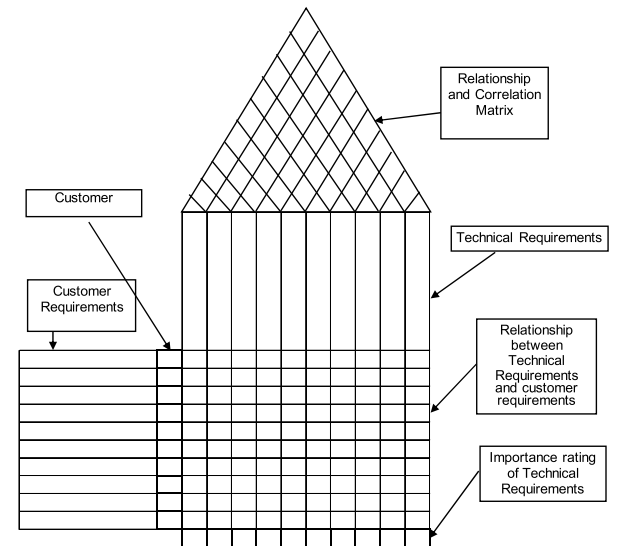 Relationship
and Correlation
Matrix
Customer
Technical Requirements
Customer
Requirements
Relationship
between
Technical
Requirements
and customer
requirements
Importance rating
of Technical
Requirements